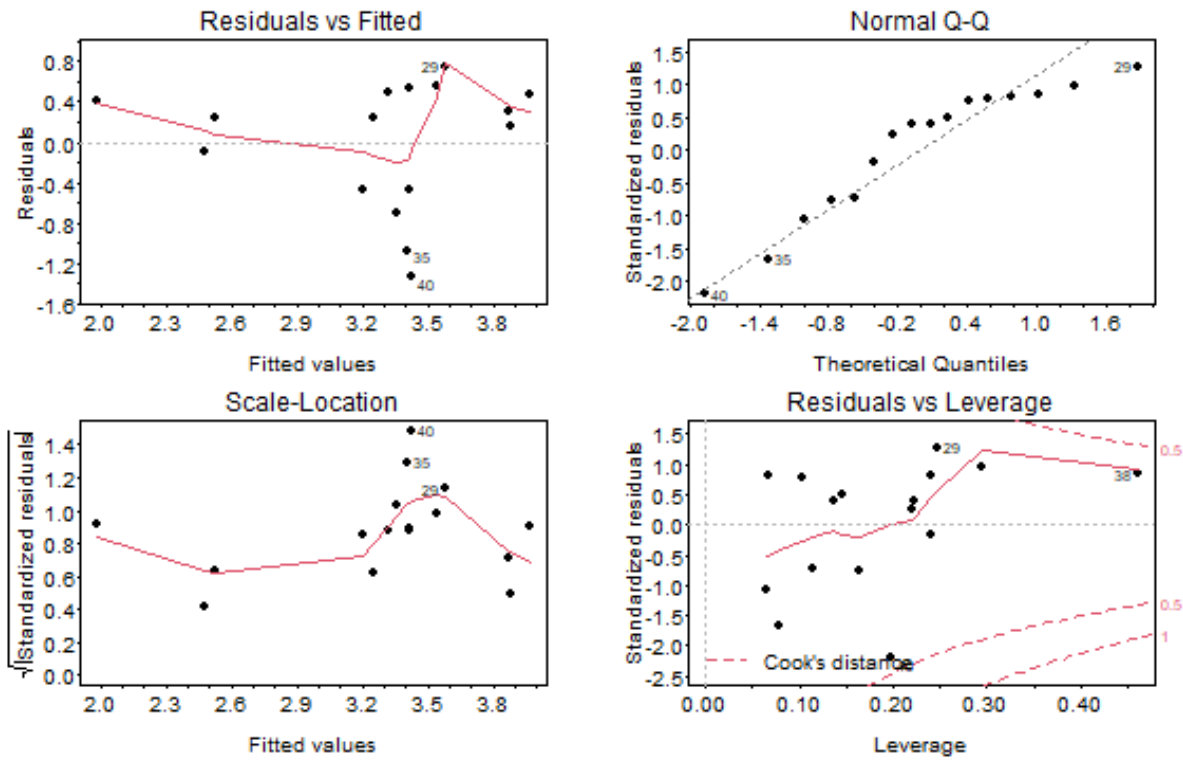 Residuals vs Fitted
Residuals
0.8
0.4
0.0
-0.4
-0.8
-1.2
-1.6
29
35
40
2.0 2.3 2.6 2.9 3.2 3.5 3.8
Fitted values
Normal Q-Q
Standardized residuals
1.5
1.0
0.5
0.0
-0.5
-1.0
-1.5
-2.0
29
35
40
-2.0 -1.4 -0.8 -0.2 0.4 1.0 1.6
Theoretical Quantiles
Scale-Location
√|Standardized residuals|
1.4
1.2
1.0
0.8
0.6
0.4
0.2
0.0
40
35
29
2.0 2.3 2.6 2.9 3.2 3.5 3.8
Fitted values
Residuals vs Leverage
Standardized residuals
1.5
1.0
0.5
0.0
-0.5
-1.0
-1.5
-2.0
-2.5
29
38
0.5
0.5
1
Cook's distance
0.00 0.10 0.20 0.30 0.40
Leverage